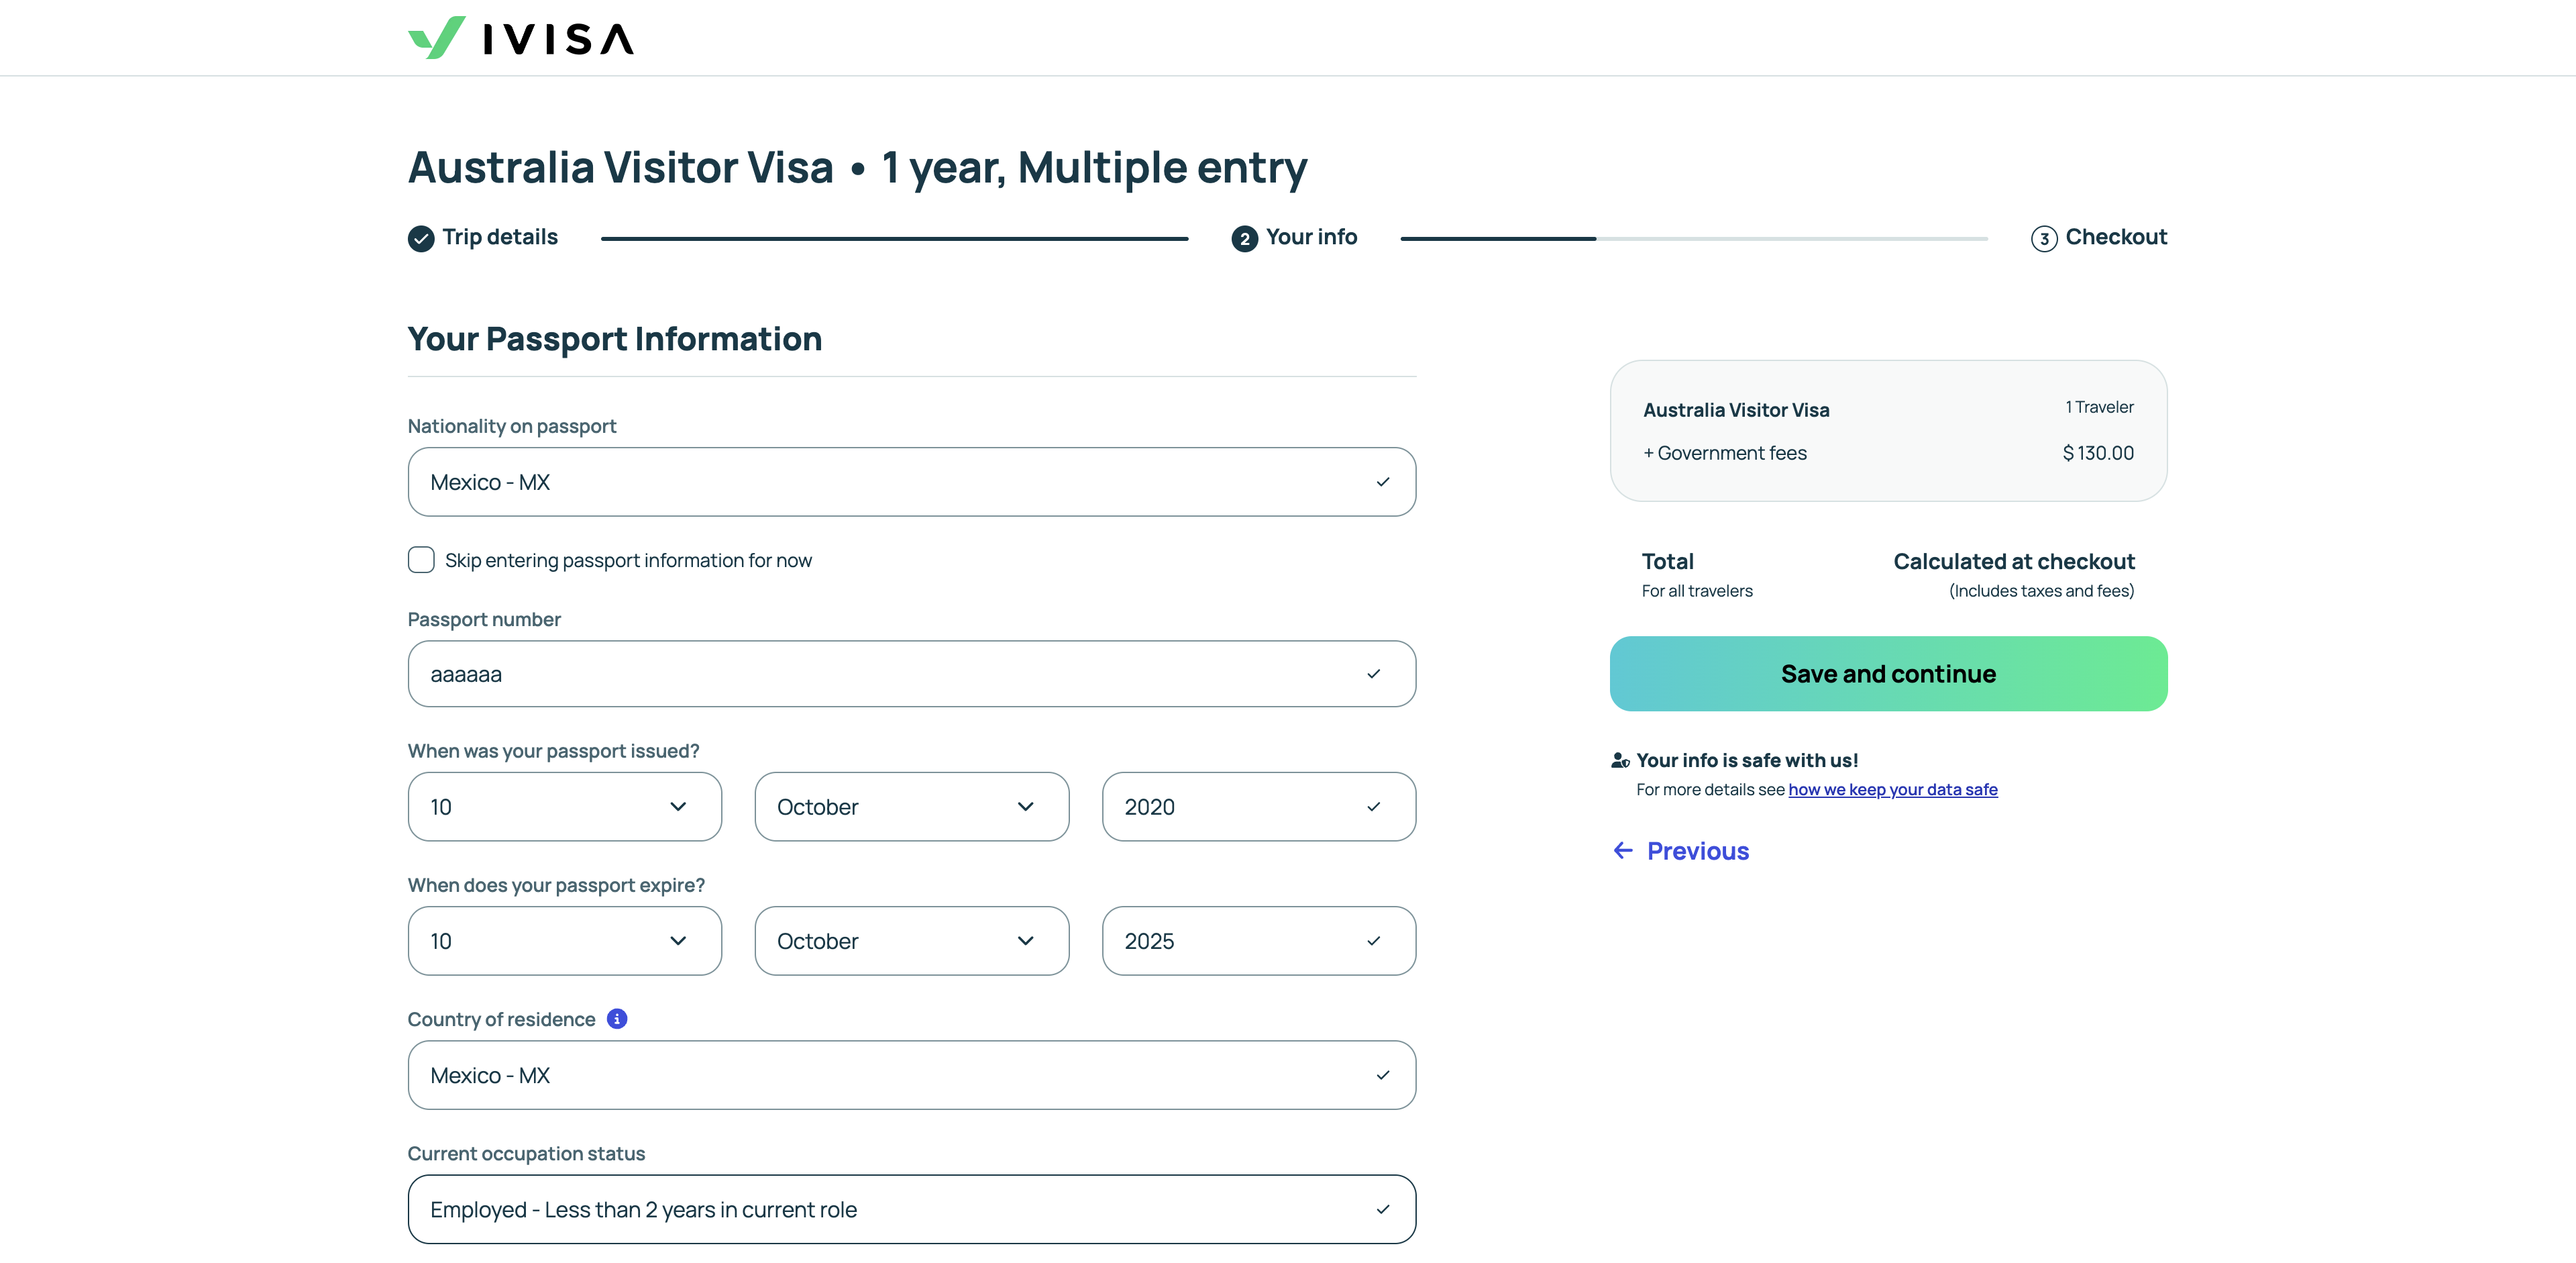 IVISA
Australia Visitor Visa • 1 year, Multiple entry
Trip details
2 Your info
3 Checkout
Your Passport Information
Nationality on passport
Mexico - MX
Skip entering passport information for now
Passport number
aaaaaa
When was your passport issued?
10 October 2020
When does your passport expire?
10 October 2025
Country of residence i
Mexico - MX
Current occupation status
Employed - Less than 2 years in current role
Australia Visitor Visa 1 Traveler
+ Government fees $130.00
Total Calculated at checkout
For all travelers (Includes taxes and fees)
Save and continue
Your info is safe with us!
For more details see how we keep your data safe
Previous